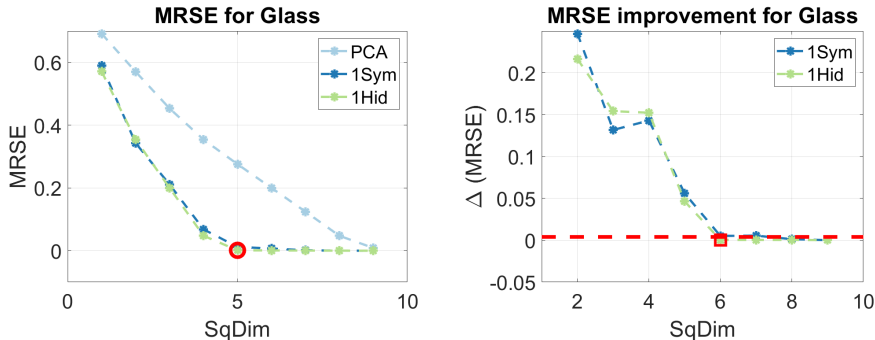 MRSE for Glass
MRSE
0.6
0.4
0.2
0
0
5
10
SqDim
PCA
1Sym
1Hid
MRSE improvement for Glass
Δ (MRSE)
0.2
0.15
0.1
0.05
0
-0.05
2
4
6
8
10
SqDim
1Sym
1Hid